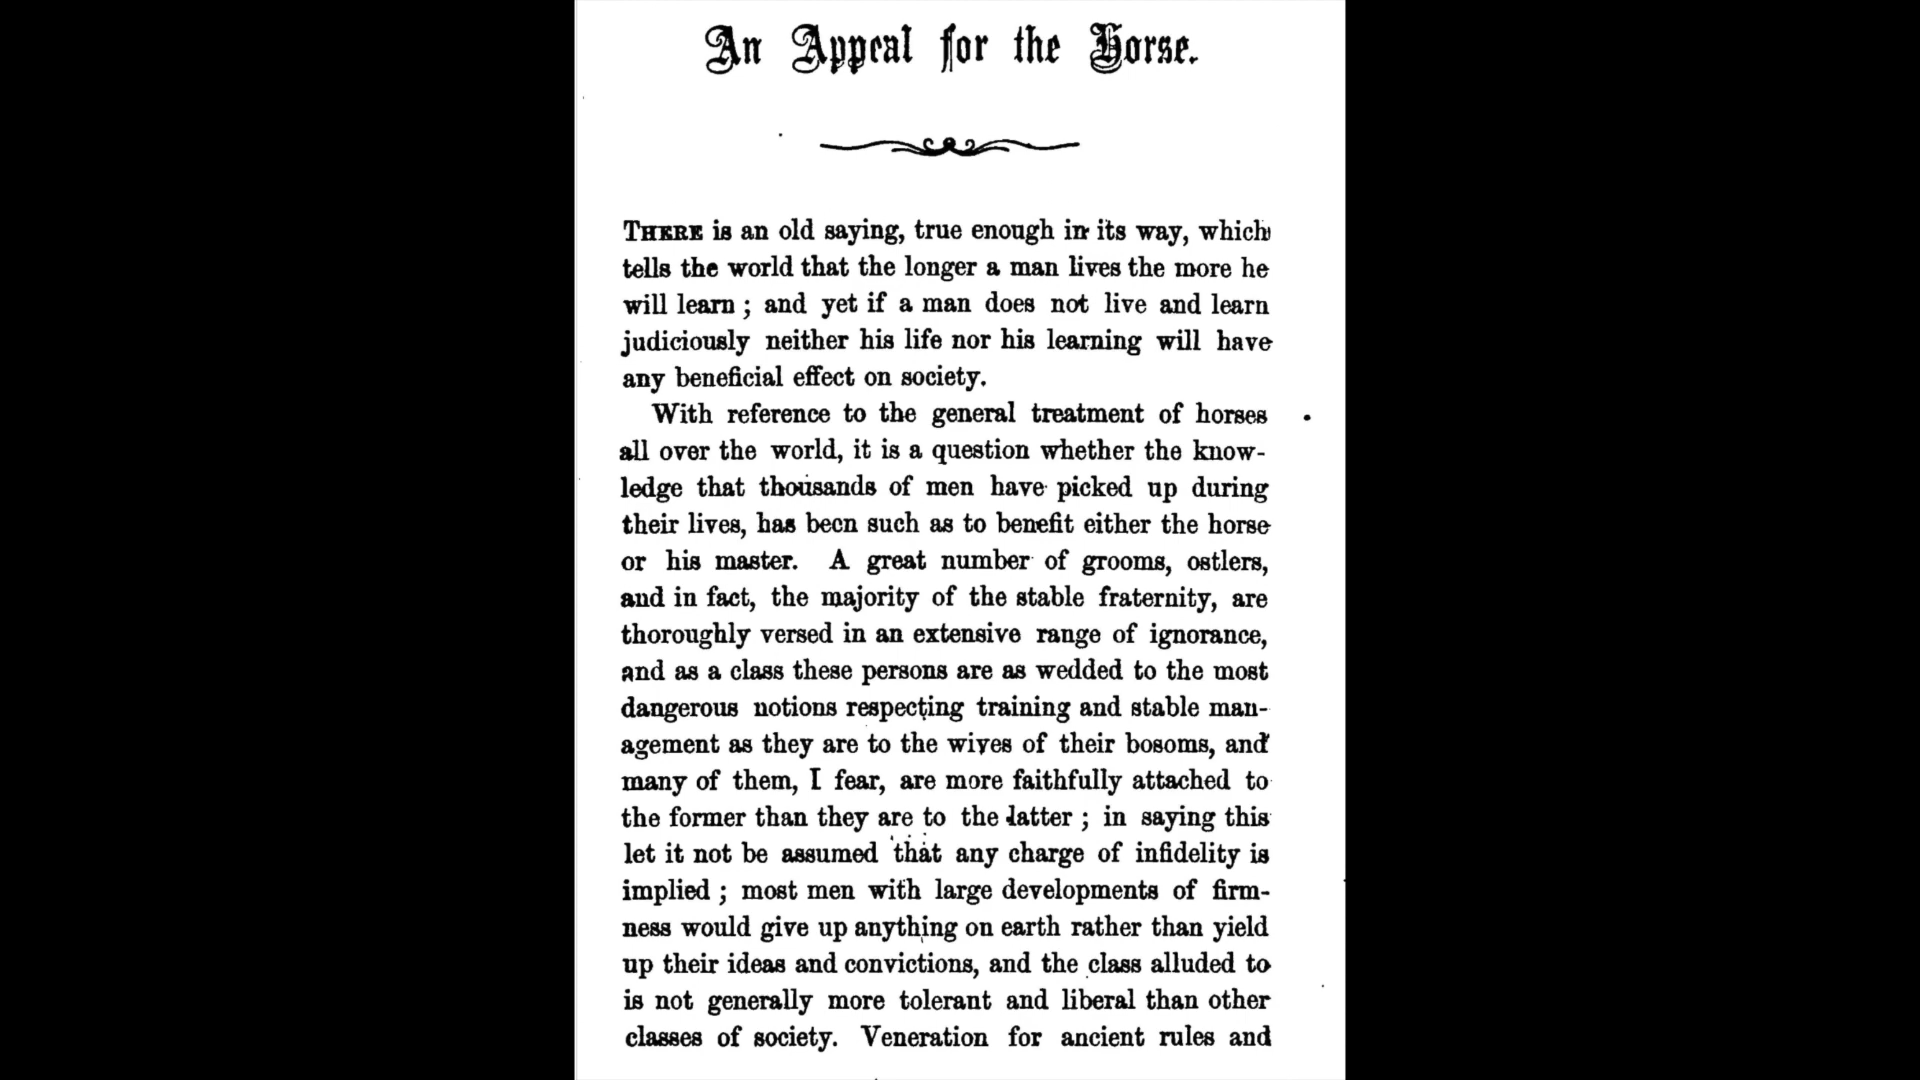 An Appeal for the Horse.
THERE is an old saying, true enough in its way, which
tells the world that the longer a man lives the more he
will learn ; and yet if a man does not live and learn
judiciously neither his life nor his learning will have
any beneficial effect on society.
With reference to the general treatment of horses
all over the world, it is a question whether the know-
ledge that thousands of men have picked up during
their lives, has been such as to benefit either the horse
or his master. A great number of grooms, ostlers,
and in fact, the majority of the stable fraternity, are
thoroughly versed in an extensive range of ignorance,
and as a class these persons are as wedded to the most
dangerous notions respecting training and stable man-
agement as they are to the wives of their bosoms, and
many of them, I fear, are more faithfully attached to
the former than they are to the latter ; in saying this
let it not be assumed that any charge of infidelity is
implied ; most men with large developments of firm-
ness would give up anything on earth rather than yield
up their ideas and convictions, and the class alluded to
is not generally more tolerant and liberal than other
classes of society. Veneration for ancient rules and